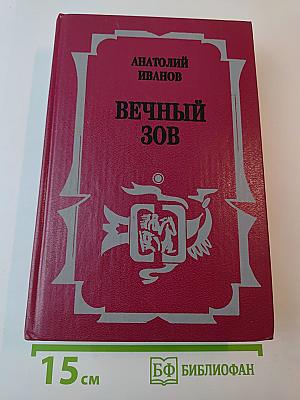 АНАТОЛИЙ
ИВАНОВ
ВЕЧНЫЙ
ЗОВ
15 см
БФ БИБЛИОФАН